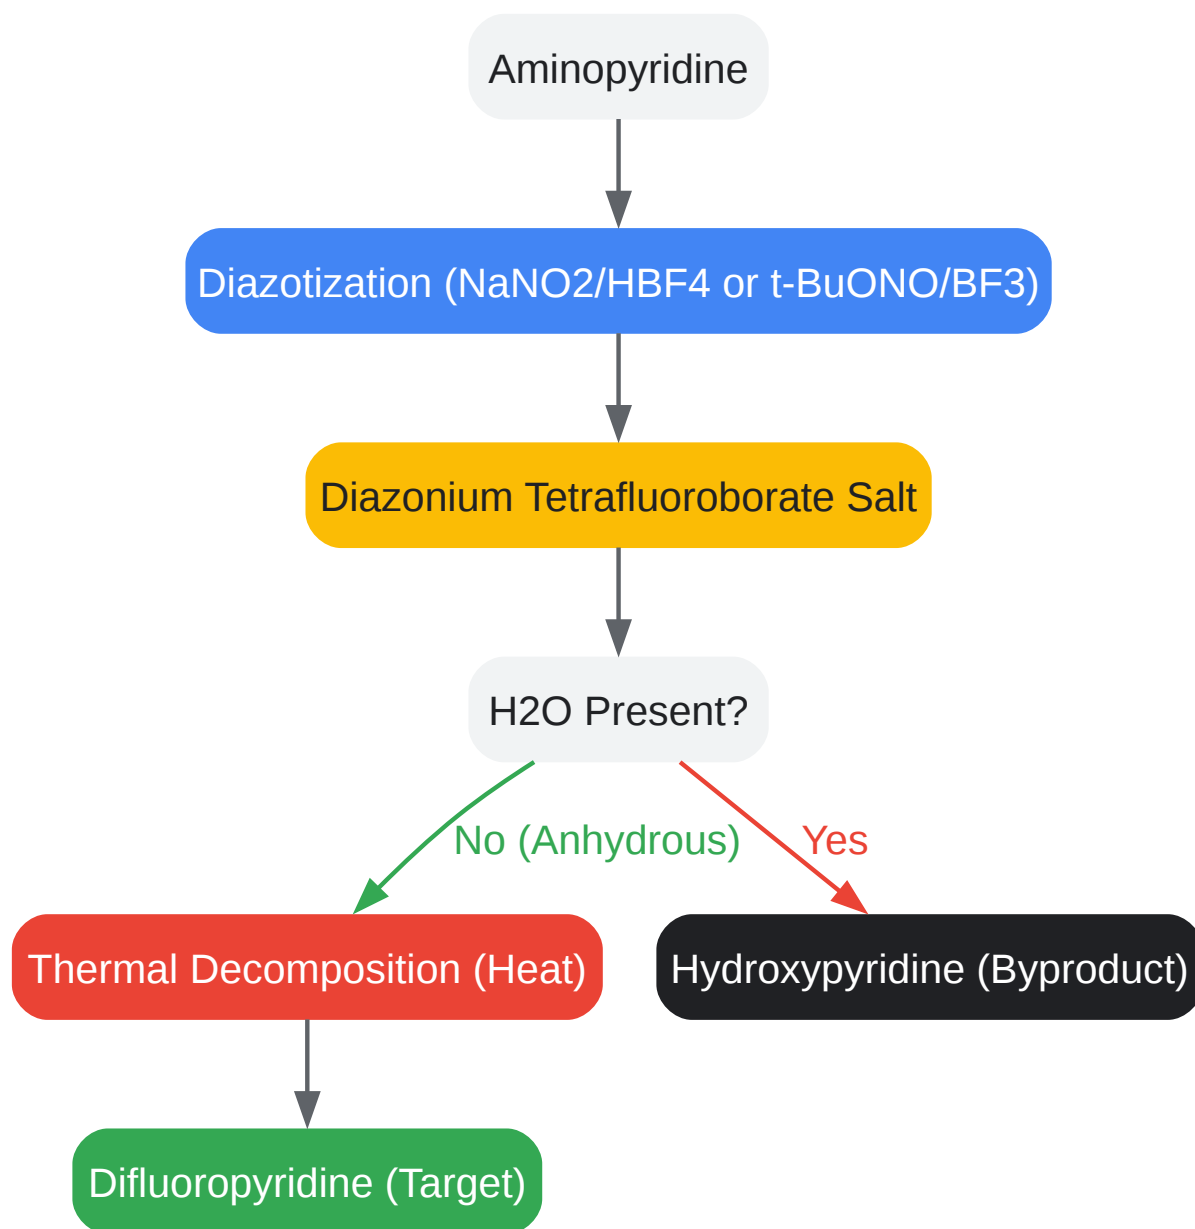 Aminopyridine
Diazotization (NaNO2/HBF4 or t-BuONO/BF3)
Diazonium Tetrafluoroborate Salt
H2O Present?
No (Anhydrous)
Yes
Thermal Decomposition (Heat)
Hydroxypyridine (Byproduct)
Difluoropyridine (Target)